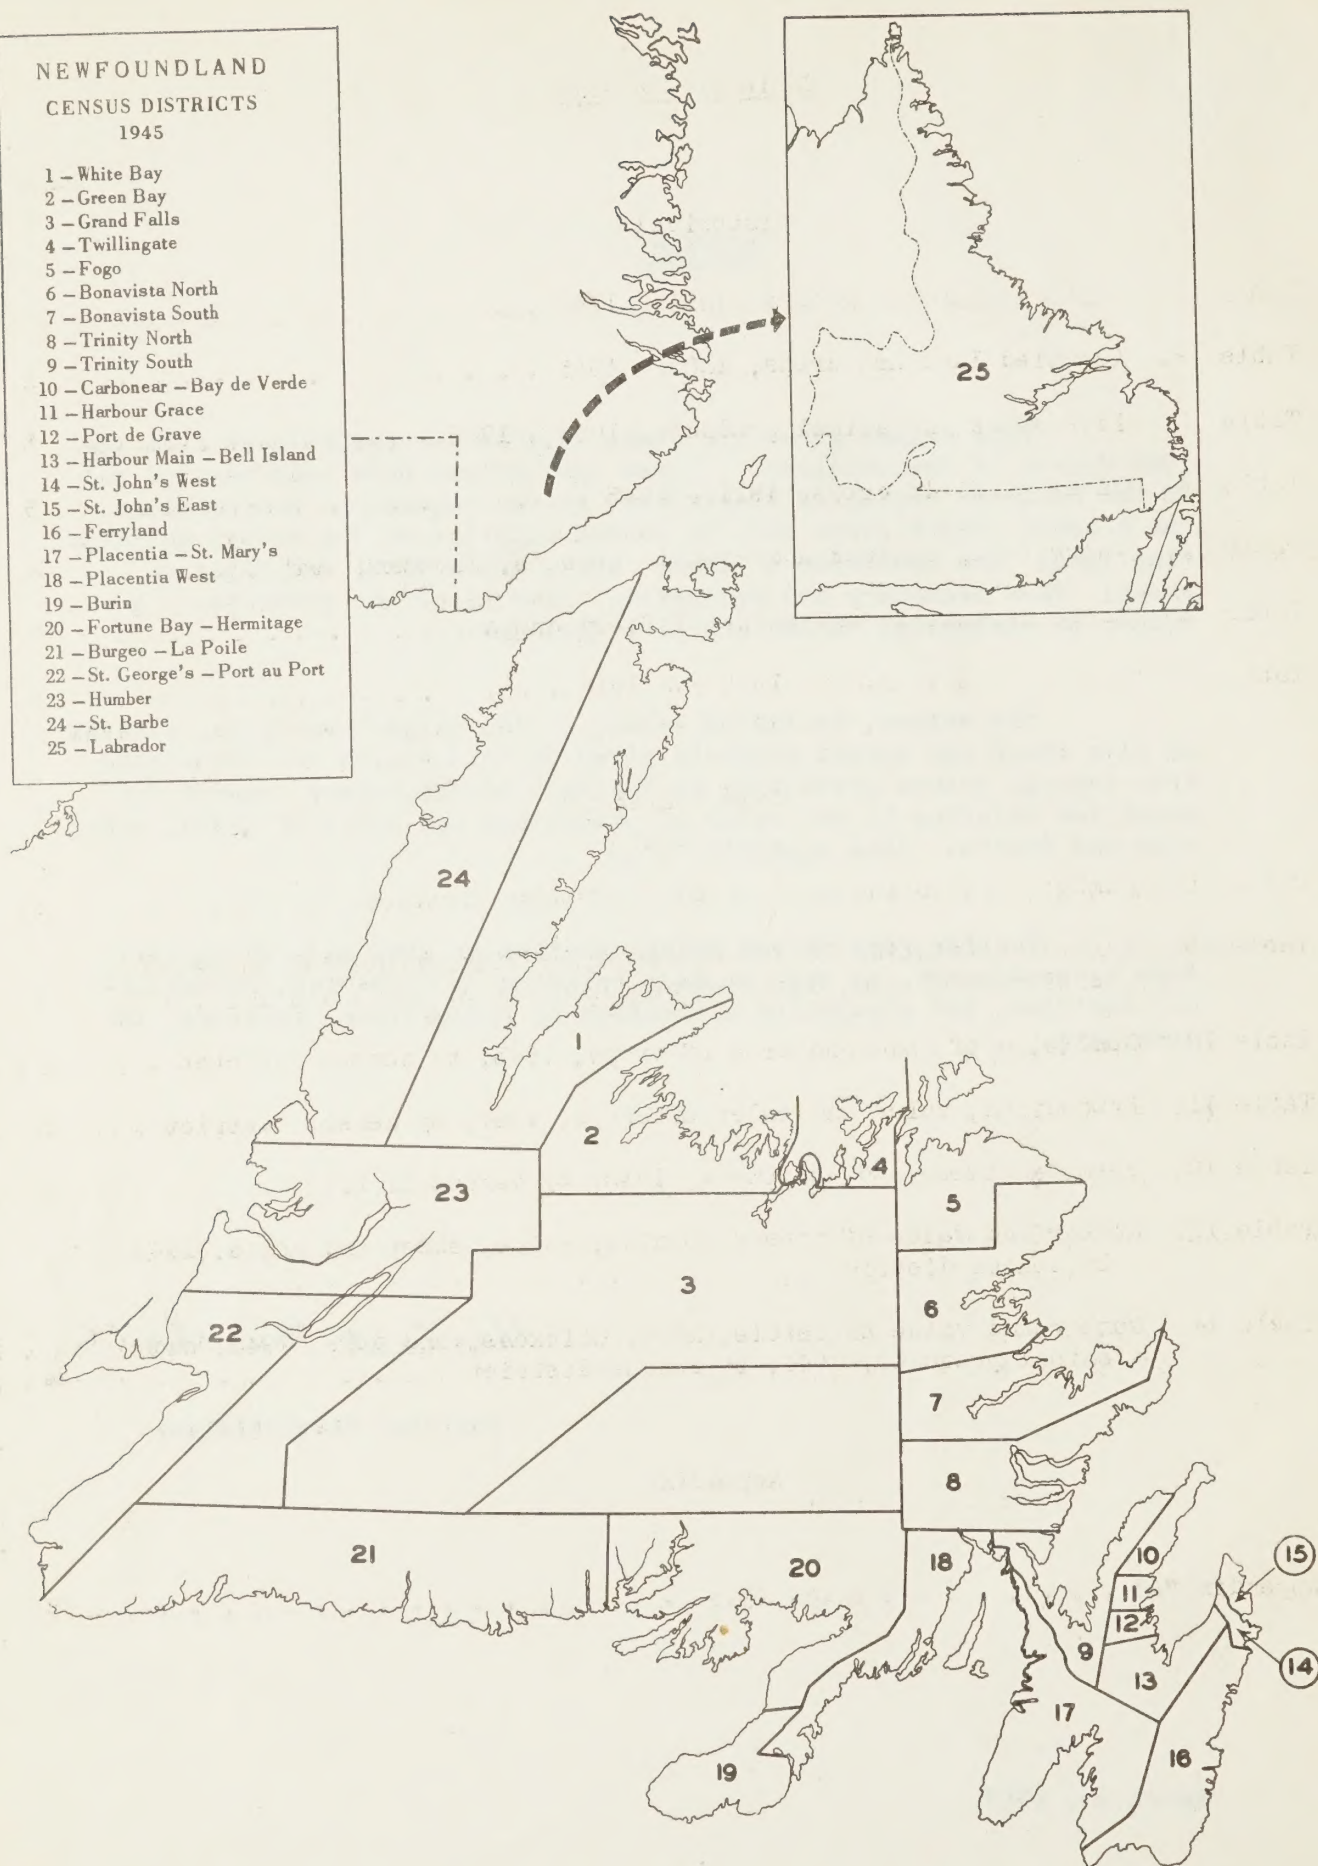 NEWFOUNDLAND
CENSUS DISTRICTS
1945
1 – White Bay
2 – Green Bay
3 – Grand Falls
4 – Twillingate
5 – Fogo
6 – Bonavista North
7 – Bonavista South
8 – Trinity North
9 – Trinity South
10 – Carbonear – Bay de Verde
11 – Harbour Grace
12 – Port de Grave
13 – Harbour Main – Bell Island
14 – St. John's West
15 – St. John's East
16 – Ferryland
17 – Placentia – St. Mary's
18 – Placentia West
19 – Burin
20 – Fortune Bay – Hermitage
21 – Burgeo – La Poile
22 – St. George's – Port au Port
23 – Humber
24 – St. Barbe
25 – Labrador
25
24
1
2
4
23
5
3
6
22
7
8
21
20
18
10
15
11
12
9
14
13
17
16
19